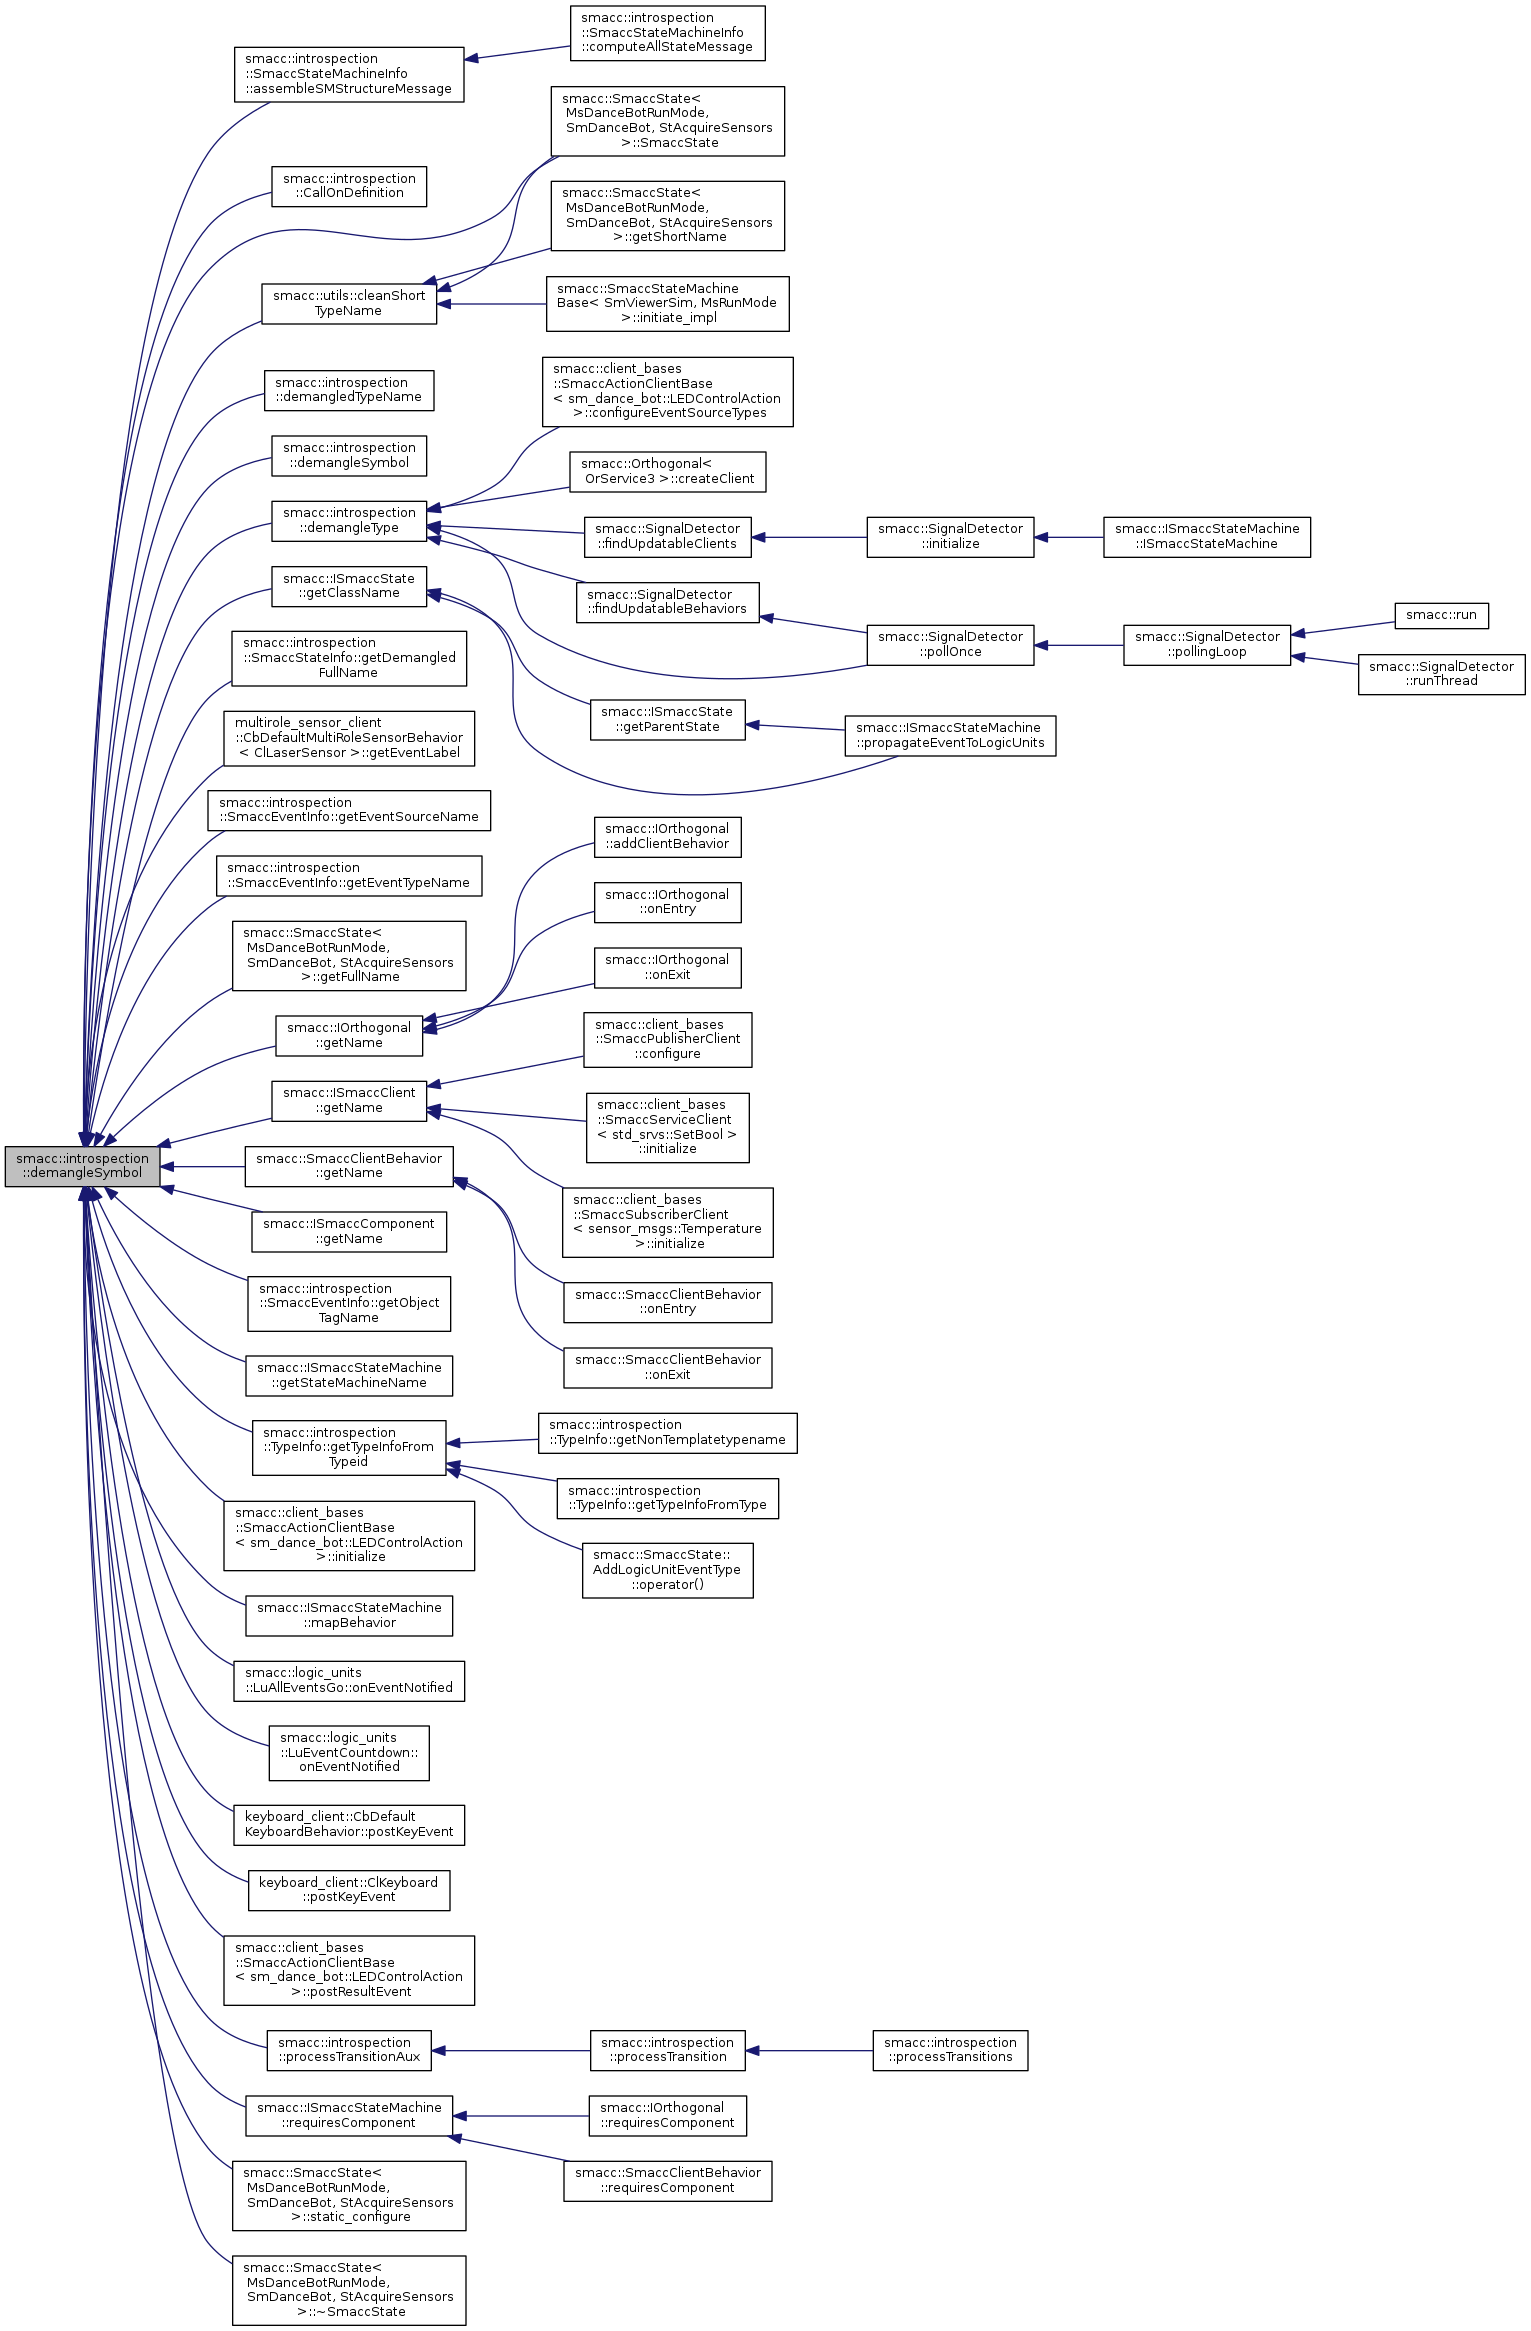 smacc::introspection
::demangleSymbol
smacc::introspection
::SmaccStateMachineInfo
::assembleSMStructureMessage
smacc::introspection
::SmaccStateMachineInfo
::computeAllStateMessage
smacc::introspection
::CallOnDefinition
smacc::SmaccState<
MsDanceBotRunMode,
SmDanceBot, StAcquireSensors
>::SmaccState
smacc::utils::cleanShort
TypeName
smacc::SmaccState<
MsDanceBotRunMode,
SmDanceBot, StAcquireSensors
>::getShortName
smacc::SmaccStateMachine
Base< SmViewerSim, MsRunMode
>::initiate_impl
smacc::introspection
::demangledTypeName
smacc::introspection
::demangleSymbol
smacc::introspection
::demangleType
smacc::client_bases
::SmaccActionClientBase
< sm_dance_bot::LEDControlAction
>::configureEventSourceTypes
smacc::Orthogonal<
OrService3 >::createClient
smacc::SignalDetector
::findUpdatableClients
smacc::SignalDetector
::initialize
smacc::ISmaccStateMachine
::ISmaccStateMachine
smacc::SignalDetector
::findUpdatableBehaviors
smacc::SignalDetector
::pollOnce
smacc::SignalDetector
::pollingLoop
smacc::run
smacc::SignalDetector
::runThread
smacc::ISmaccState
::getClassName
smacc::ISmaccState
::getParentState
smacc::ISmaccStateMachine
::propagateEventToLogicUnits
smacc::introspection
::SmaccStateInfo::getDemangled
FullName
multirole_sensor_client
::CbDefaultMultiRoleSensorBehavior
< ClLaserSensor >::getEventLabel
smacc::introspection
::SmaccEventInfo::getEventSourceName
smacc::introspection
::SmaccEventInfo::getEventTypeName
smacc::SmaccState<
MsDanceBotRunMode,
SmDanceBot, StAcquireSensors
>::getFullName
smacc::IOrthogonal
::getName
smacc::IOrthogonal
::addClientBehavior
smacc::IOrthogonal
::onEntry
smacc::IOrthogonal
::onExit
smacc::ISmaccClient
::getName
smacc::client_bases
::SmaccPublisherClient
::configure
smacc::client_bases
::SmaccServiceClient
< std_srvs::SetBool >
::initialize
smacc::client_bases
::SmaccSubscriberClient
< sensor_msgs::Temperature
>::initialize
smacc::SmaccClientBehavior
::getName
smacc::SmaccClientBehavior
::onEntry
smacc::SmaccClientBehavior
::onExit
smacc::ISmaccComponent
::getName
smacc::introspection
::SmaccEventInfo::getObject
TagName
smacc::ISmaccStateMachine
::getStateMachineName
smacc::introspection
::TypeInfo::getTypeInfoFrom
Typeid
smacc::introspection
::TypeInfo::getNonTemplatetypename
smacc::introspection
::TypeInfo::getTypeInfoFromType
smacc::SmaccState::
AddLogicUnitEventType
::operator()
smacc::client_bases
::SmaccActionClientBase
< sm_dance_bot::LEDControlAction
>::initialize
smacc::ISmaccStateMachine
::mapBehavior
smacc::logic_units
::LuAllEventsGo::onEventNotified
smacc::logic_units
::LuEventCountdown::
onEventNotified
keyboard_client::CbDefault
KeyboardBehavior::postKeyEvent
keyboard_client::ClKeyboard
::postKeyEvent
smacc::client_bases
::SmaccActionClientBase
< sm_dance_bot::LEDControlAction
>::postResultEvent
smacc::introspection
::processTransitionAux
smacc::introspection
::processTransition
smacc::introspection
::processTransitions
smacc::ISmaccStateMachine
::requiresComponent
smacc::IOrthogonal
::requiresComponent
smacc::SmaccClientBehavior
::requiresComponent
smacc::SmaccState<
MsDanceBotRunMode,
SmDanceBot, StAcquireSensors
>::static_configure
smacc::SmaccState<
MsDanceBotRunMode,
SmDanceBot, StAcquireSensors
>::~SmaccState